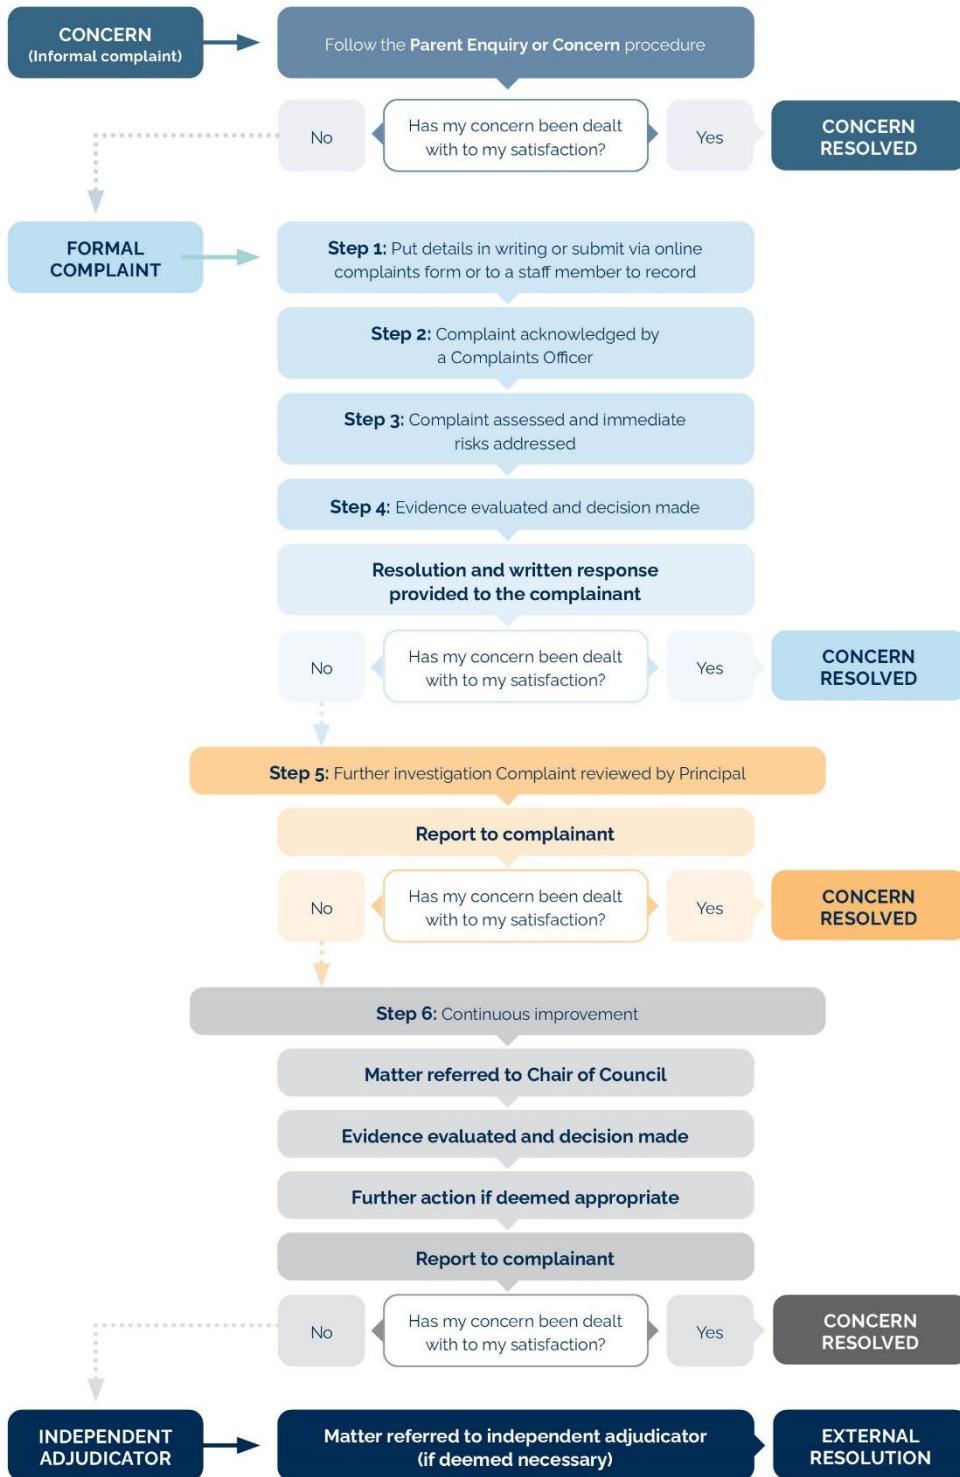 CONCERN
(Informal complaint)
Follow the Parent Enquiry or Concern procedure
No
Has my concern been dealt
with to my satisfaction?
Yes
CONCERN
RESOLVED
FORMAL
COMPLAINT
Step 1: Put details in writing or submit via online
complaints form or to a staff member to record
Step 2: Complaint acknowledged by
a Complaints Officer
Step 3: Complaint assessed and immediate
risks addressed
Step 4: Evidence evaluated and decision made
Resolution and written response
provided to the complainant
No
Has my concern been dealt
with to my satisfaction?
Yes
CONCERN
RESOLVED
Step 5: Further investigation Complaint reviewed by Principal
Report to complainant
No
Has my concern been dealt
with to my satisfaction?
Yes
CONCERN
RESOLVED
Step 6: Continuous improvement
Matter referred to Chair of Council
Evidence evaluated and decision made
Further action if deemed appropriate
Report to complainant
No
Has my concern been dealt
with to my satisfaction?
Yes
CONCERN
RESOLVED
INDEPENDENT
ADJUDICATOR
Matter referred to independent adjudicator
(if deemed necessary)
EXTERNAL
RESOLUTION